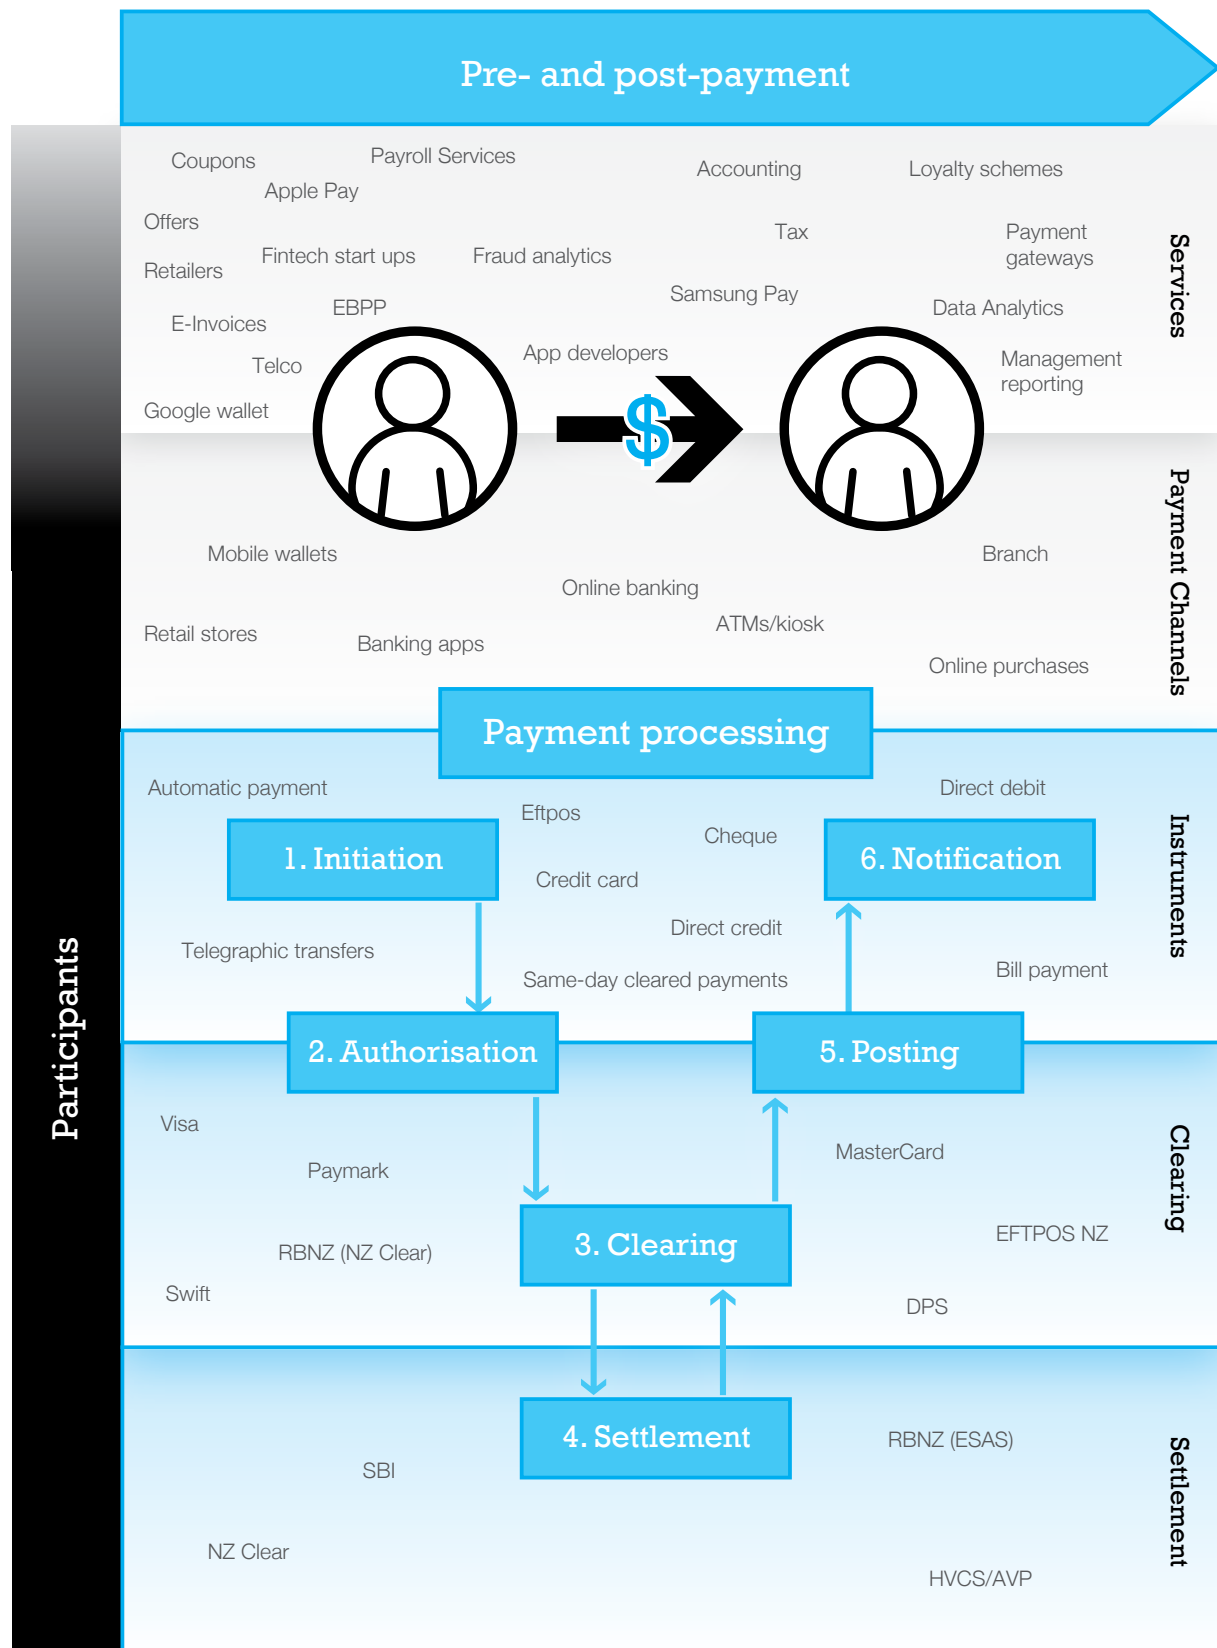 Pre- and post-payment
Coupons
Payroll Services
Accounting
Loyalty schemes
Apple Pay
Offers
Tax
Payment
gateways
Retailers
Fintech start ups
Fraud analytics
Samsung Pay
E-Invoices
EBPP
Data Analytics
Telco
App developers
Management
reporting
Google wallet
$
Services
Mobile wallets
Branch
Online banking
Retail stores
Banking apps
ATMs/kiosk
Online purchases
Payment Channels
Payment processing
Automatic payment
Direct debit
Eftpos
Cheque
1. Initiation
6. Notification
Credit card
Direct credit
Telegraphic transfers
Same-day cleared payments
Bill payment
Instruments
Participants
2. Authorisation
5. Posting
Visa
MasterCard
Paymark
RBNZ (NZ Clear)
3. Clearing
EFTPOS NZ
Swift
DPS
Clearing
4. Settlement
RBNZ (ESAS)
SBI
NZ Clear
HVCS/AVP
Settlement